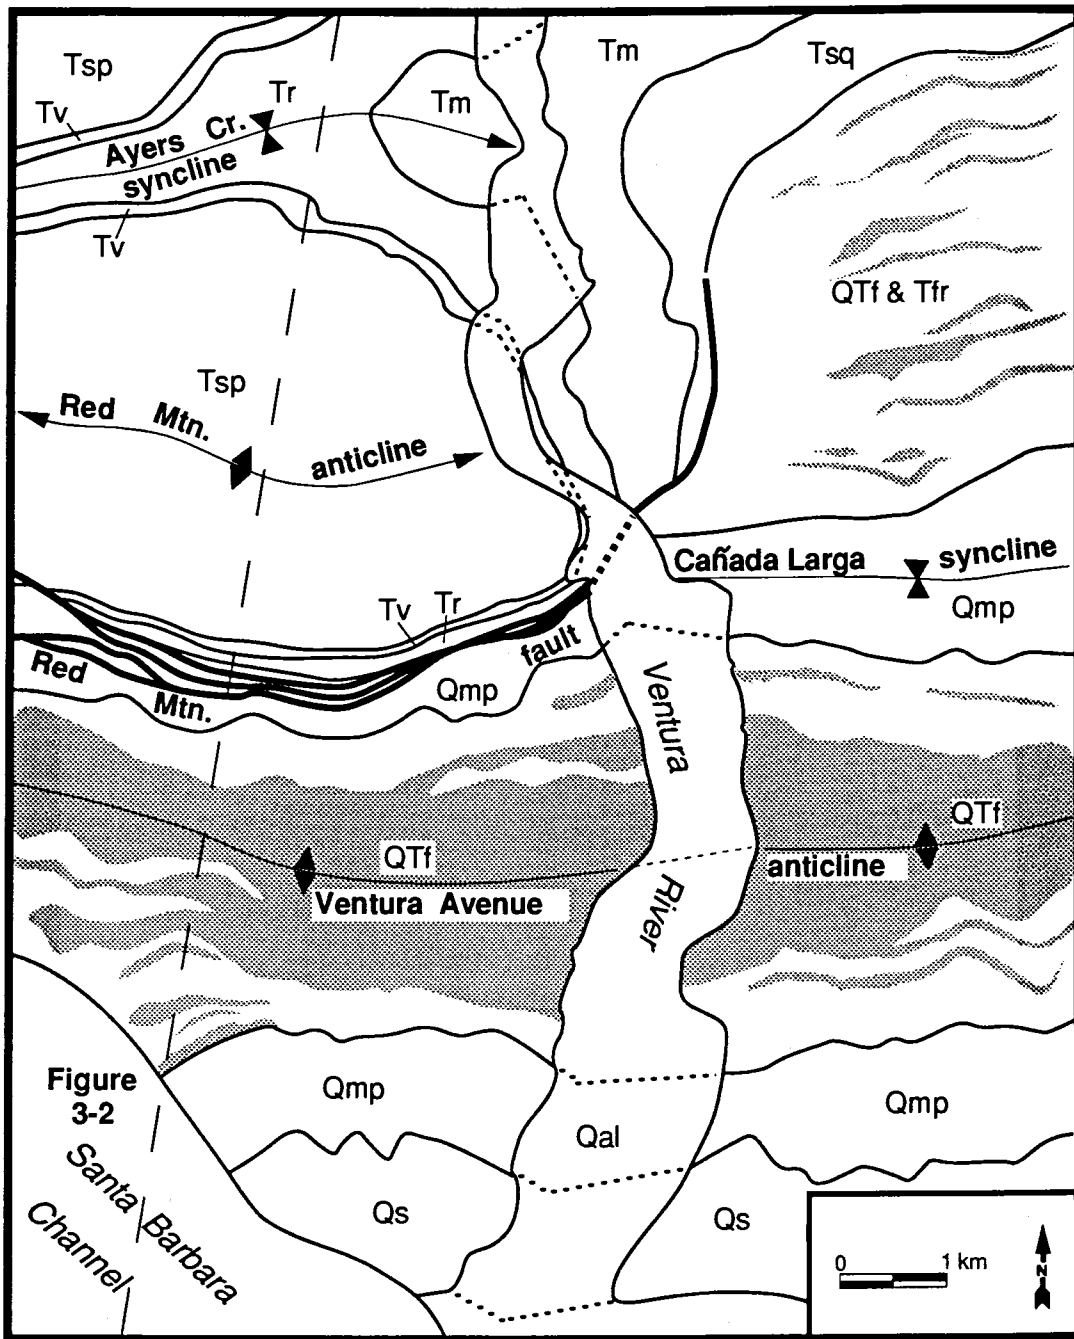 Tsp
Tm
Tsq
Tv
Tr
Tm
Ayers Cr.
syncline
Tv
QTf & Tfr
Tsp
Red Mtn.
anticline
Cañada Larga
syncline
Qmp
Tv
Tr
fault
Red
Mtn.
Qmp
Ventura
QTf
QTf
anticline
Ventura Avenue
River
Figure
3-2
Qmp
Qmp
Qal
Santa Barbara
Channel
Qs
Qs
0
1 km
N